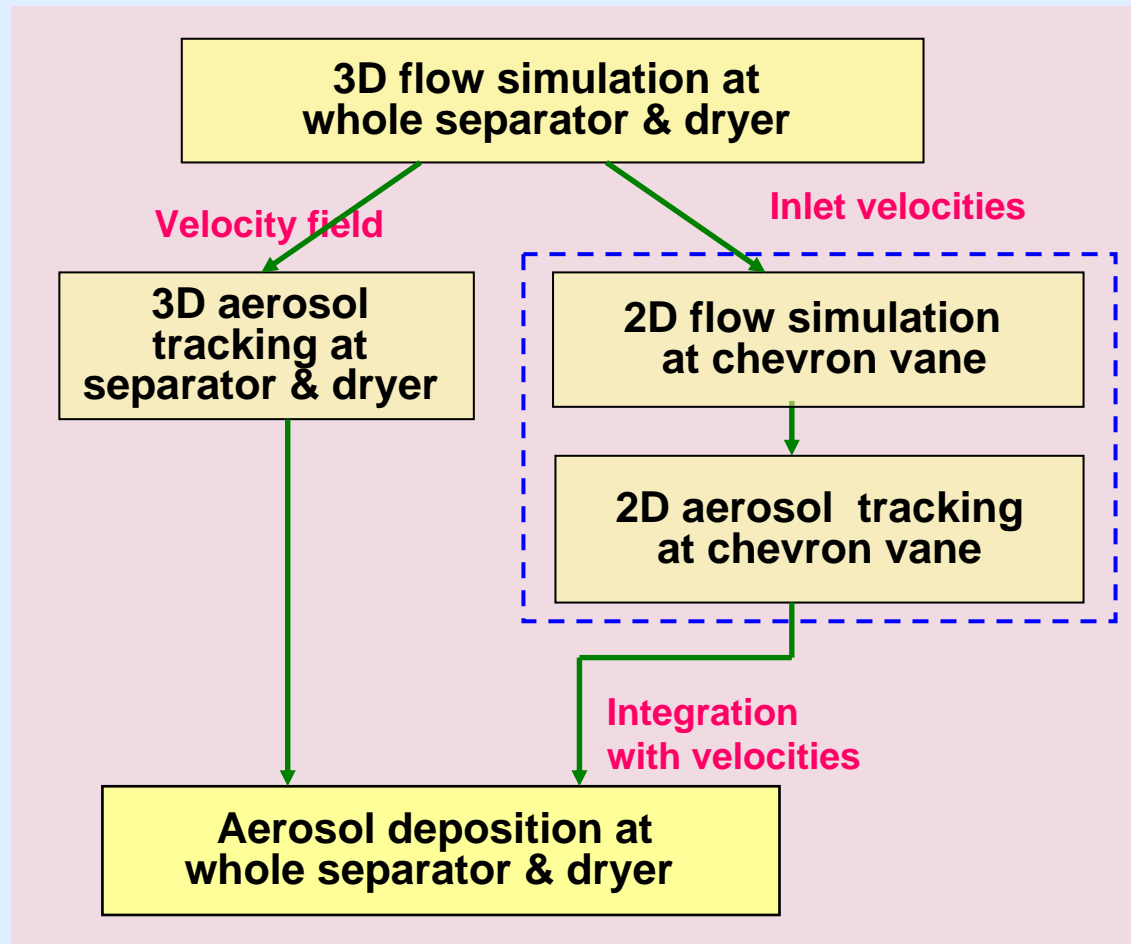 3D flow simulation at
whole separator & dryer
Velocity field
Inlet velocities
3D aerosol
tracking at
separator & dryer
2D flow simulation
at chevron vane
2D aerosol tracking
at chevron vane
Integration
with velocities
Aerosol deposition at
whole separator & dryer